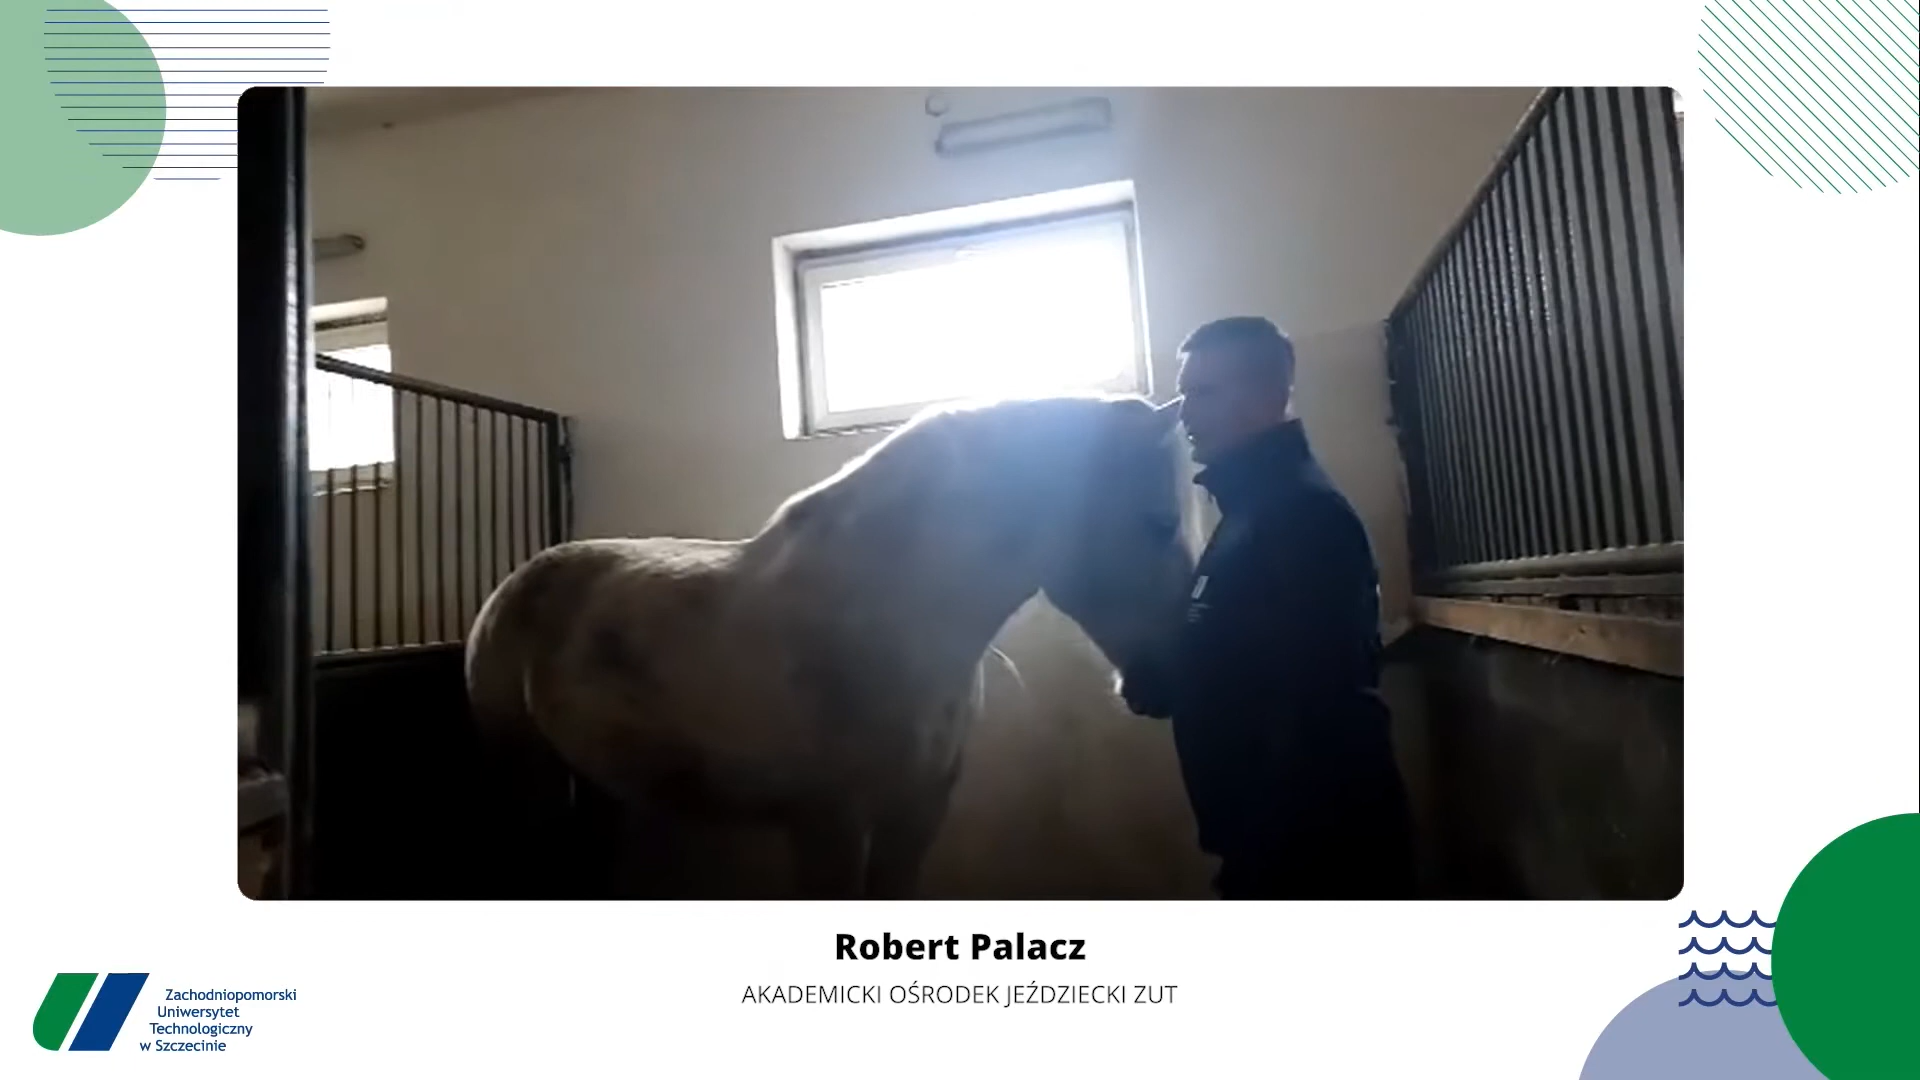 Robert Palacz
AKADEMICKI OŚRODEK JEŹDZIECKI ZUT
Zachodniopomorski
Uniwersytet
Technologiczny
w Szczecinie